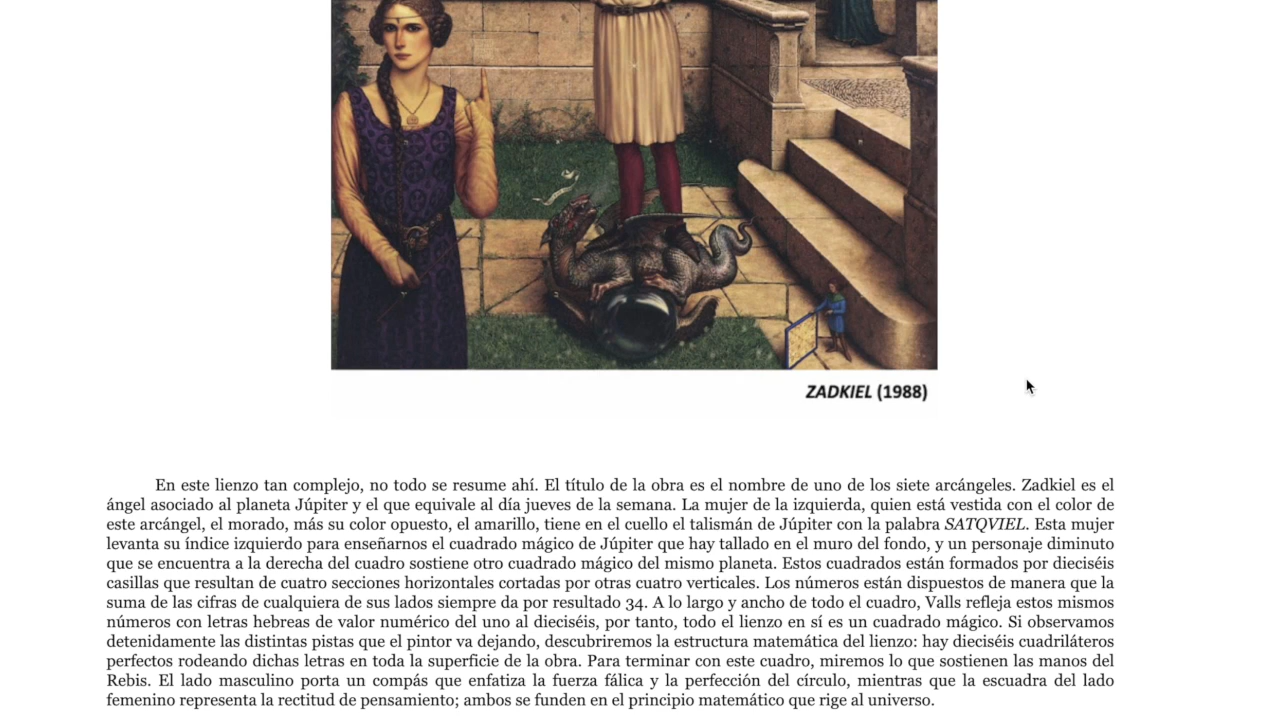 ZADKIEL (1988)
En este lienzo tan complejo, no todo se resume ahí. El título de la obra es el nombre de uno de los siete arcángeles. Zadkiel es el
ángel asociado al planeta Júpiter y el que equivale al día jueves de la semana. La mujer de la izquierda, quien está vestida con el color de
este arcángel, el morado, más su color opuesto, el amarillo, tiene en el cuello el talismán de Júpiter con la palabra SATQVIEL. Esta mujer
levanta su índice izquierdo para enseñarnos el cuadrado mágico de Júpiter que hay tallado en el muro del fondo, y un personaje diminuto
que se encuentra a la derecha del cuadro sostiene otro cuadrado mágico del mismo planeta. Estos cuadrados están formados por dieciséis
casillas que resultan de cuatro secciones horizontales cortadas por otras cuatro verticales. Los números están dispuestos de manera que la
suma de las cifras de cualquiera de sus lados siempre da por resultado 34. A lo largo y ancho de todo el cuadro, Valls refleja estos mismos
números con letras hebreas de valor numérico del uno al dieciséis, por tanto, todo el lienzo en sí es un cuadrado mágico. Si observamos
detenidamente las distintas pistas que el pintor va dejando, descubriremos la estructura matemática del lienzo: hay dieciséis cuadriláteros
perfectos rodeando dichas letras en toda la superficie de la obra. Para terminar con este cuadro, miremos lo que sostienen las manos del
Rebis. El lado masculino porta un compás que enfatiza la fuerza fálica y la perfección del círculo, mientras que la escuadra del lado
femenino representa la rectitud de pensamiento; ambos se funden en el principio matemático que rige al universo.